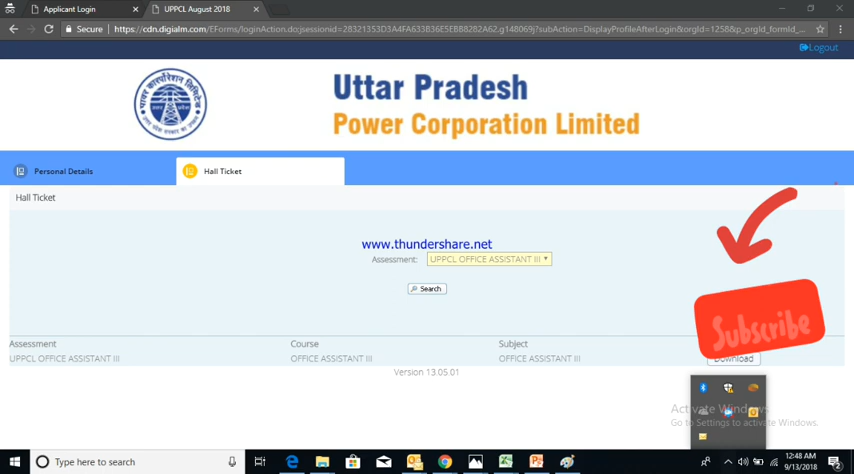 Applicant Login
UPPCL August 2018
Secure
https://cdn.digialm.com/EForms/loginAction.do;jsessionid=28321353D3A4FA633B36E5EBB82B2A62.g148069j?subAction=DisplayProfileAfterLogin&orgId=1258&p_orgId_formId_...
Logout
Uttar Pradesh
Power Corporation Limited
Personal Details
Hall Ticket
Hall Ticket
www.thundershare.net
Assessment:
UPPCL OFFICE ASSISTANT III
Search
Subscribe
Assessment
Course
Subject
UPPCL OFFICE ASSISTANT III
OFFICE ASSISTANT III
OFFICE ASSISTANT III
Download
Version 13.05.01
Activate Windows
Go to Settings to activate Windows.
Type here to search
12:48 AM
9/13/2018
2